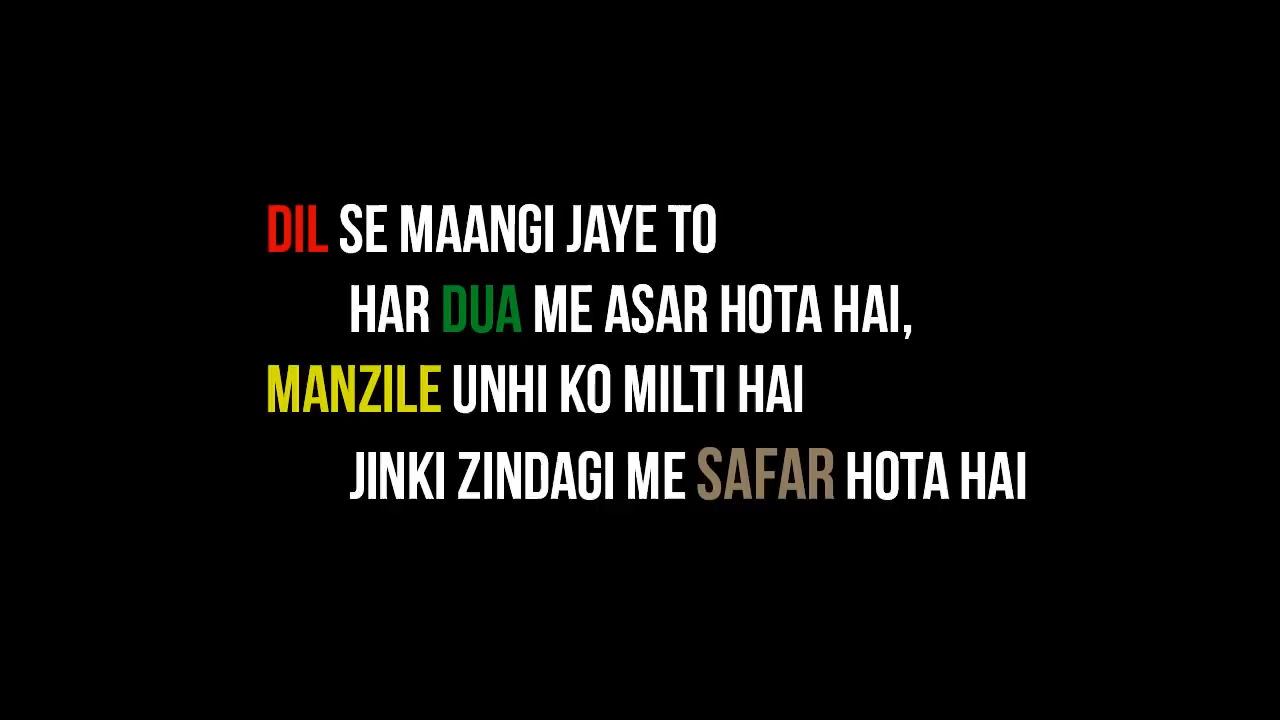 DIL SE MAANGI JAYE TO
HAR DUA ME ASAR HOTA HAI,
MANZILE UNHI KO MILTI HAI
JINKI ZINDAGI ME SAFAR HOTA HAI